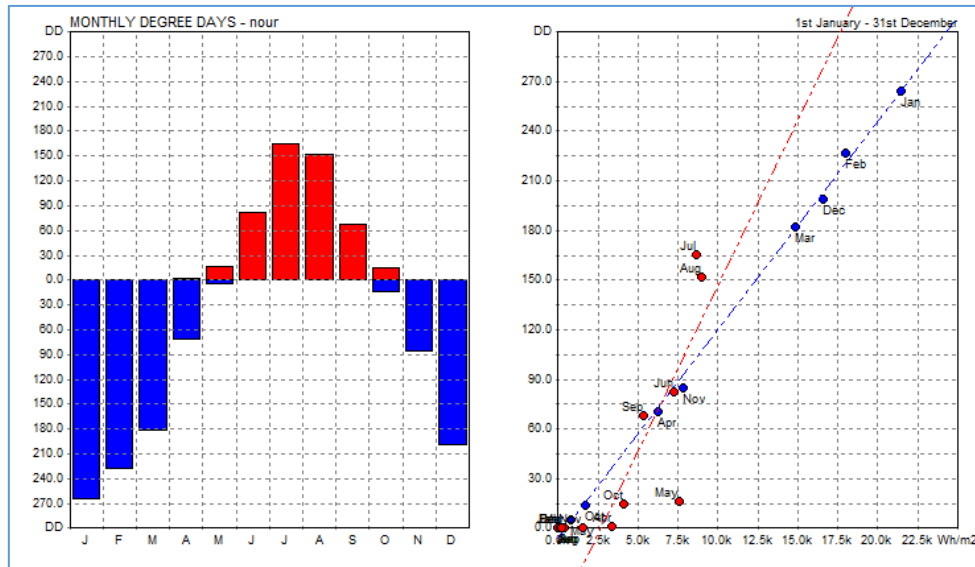 MONTHLY DEGREE DAYS - nour
DD
270.0
240.0
210.0
180.0
150.0
120.0
90.0
60.0
30.0
0.0
30.0
60.0
90.0
120.0
150.0
180.0
210.0
240.0
270.0
DD
J F M A M J J A S O N D
1st January - 31st December
DD
270.0
240.0
210.0
180.0
150.0
120.0
90.0
60.0
30.0
0.0
Jan
Feb
Dec
Mar
Jul
Aug
Jun
Nov
Sep
Apr
Oct
May
Oct
Apr
May
Nov
2.5k 5.0k 7.5k 10.0k 12.5k 15.0k 17.5k 20.0k 22.5k Wh/m2